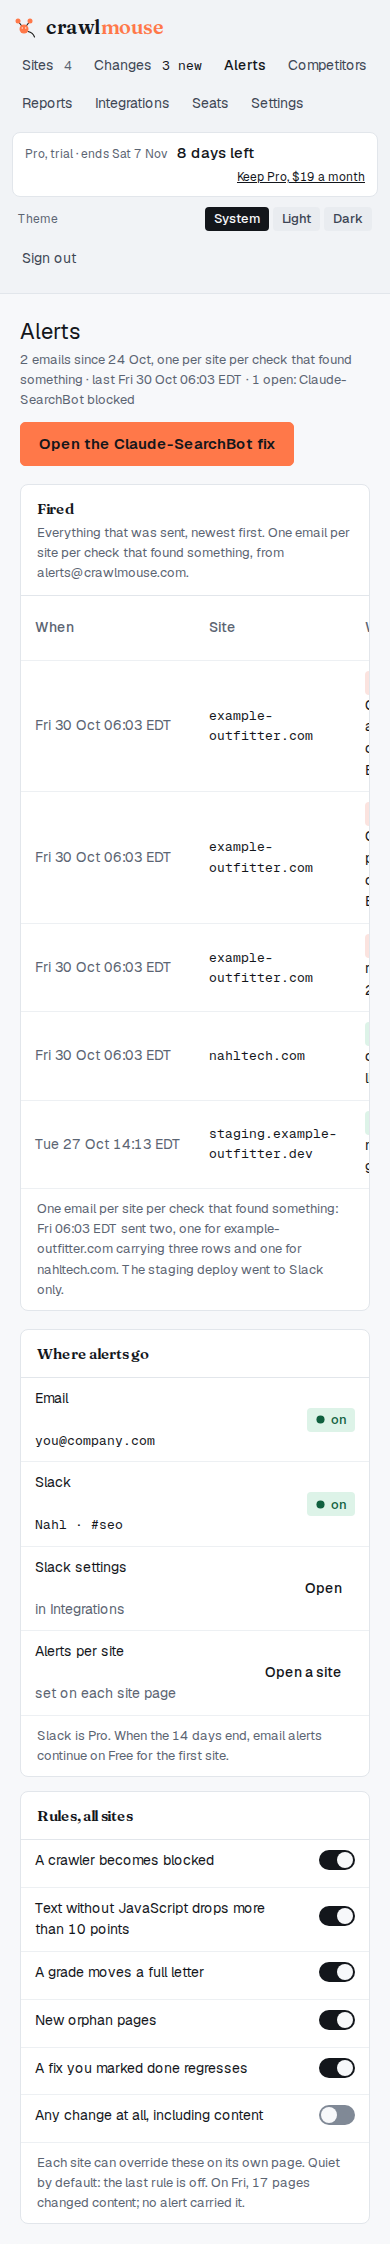 crawlmouse
Sites 4 Changes 3 new Alerts Competitors
Reports Integrations Seats Settings
Pro, trial · ends Sat 7 Nov 8 days left
Keep Pro, $19 a month
Theme System Light Dark
Sign out
Alerts
2 emails since 24 Oct, one per site per check that found
something · last Fri 30 Oct 06:03 EDT · 1 open: Claude-
SearchBot blocked
Open the Claude-SearchBot fix
Fired
Everything that was sent, newest first. One email per
site per check that found something, from
alerts@crawlmouse.com.
When Site
Fri 30 Oct 06:03 EDT example-
outfitter.com
Fri 30 Oct 06:03 EDT example-
outfitter.com
Fri 30 Oct 06:03 EDT example-
outfitter.com
Fri 30 Oct 06:03 EDT nahltech.com
Tue 27 Oct 14:13 EDT staging.example-
outfitter.dev
One email per site per check that found something:
Fri 06:03 EDT sent two, one for example-
outfitter.com carrying three rows and one for
nahltech.com. The staging deploy went to Slack
only.
Where alerts go
Email
on
you@company.com
Slack
on
Nahl · #seo
Slack settings
Open
in Integrations
Alerts per site
Open a site
set on each site page
Slack is Pro. When the 14 days end, email alerts
continue on Free for the first site.
Rules, all sites
A crawler becomes blocked
Text without JavaScript drops more
than 10 points
A grade moves a full letter
New orphan pages
A fix you marked done regresses
Any change at all, including content
Each site can override these on its own page. Quiet
by default: the last rule is off. On Fri, 17 pages
changed content; no alert carried it.